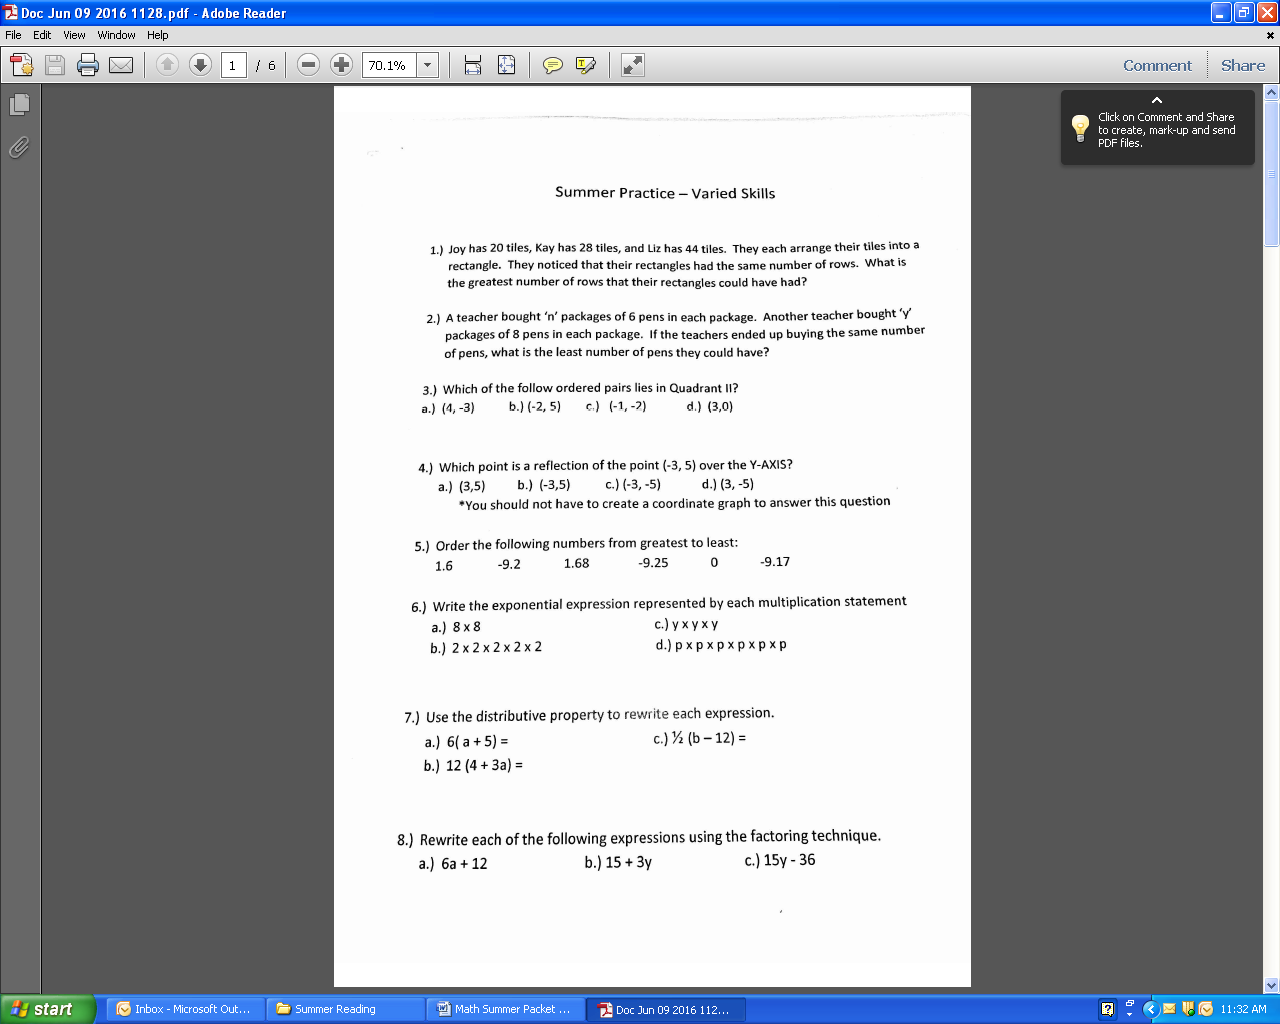 Doc Jun 09 2016 1128.pdf - Adobe Reader
File Edit View Window Help
1 / 6 70.1% Comment Share
Click on Comment and Share
to create, mark-up and send
PDF files.
Summer Practice – Varied Skills
1.) Joy has 20 tiles, Kay has 28 tiles, and Liz has 44 tiles. They each arrange their tiles into a
rectangle. They noticed that their rectangles had the same number of rows. What is
the greatest number of rows that their rectangles could have had?
2.) A teacher bought ‘n’ packages of 6 pens in each package. Another teacher bought ‘y’
packages of 8 pens in each package. If the teachers ended up buying the same number
of pens, what is the least number of pens they could have?
3.) Which of the follow ordered pairs lies in Quadrant II?
a.) (4, -3) b.) (-2, 5) c.) (-1, -2) d.) (3,0)
4.) Which point is a reflection of the point (-3, 5) over the Y-AXIS?
a.) (3,5) b.) (-3,5) c.) (-3, -5) d.) (3, -5)
*You should not have to create a coordinate graph to answer this question
5.) Order the following numbers from greatest to least:
1.6 -9.2 1.68 -9.25 0 -9.17
6.) Write the exponential expression represented by each multiplication statement
a.) 8 x 8 c.) y x y x y
b.) 2 x 2 x 2 x 2 x 2 d.) p x p x p x p x p x p
7.) Use the distributive property to rewrite each expression.
a.) 6( a + 5) = c.) ½ (b – 12) =
b.) 12 (4 + 3a) =
8.) Rewrite each of the following expressions using the factoring technique.
a.) 6a + 12 b.) 15 + 3y c.) 15y - 36
start Inbox - Microsoft Out... Summer Reading Math Summer Packet ... Doc Jun 09 2016 112... 11:32 AM